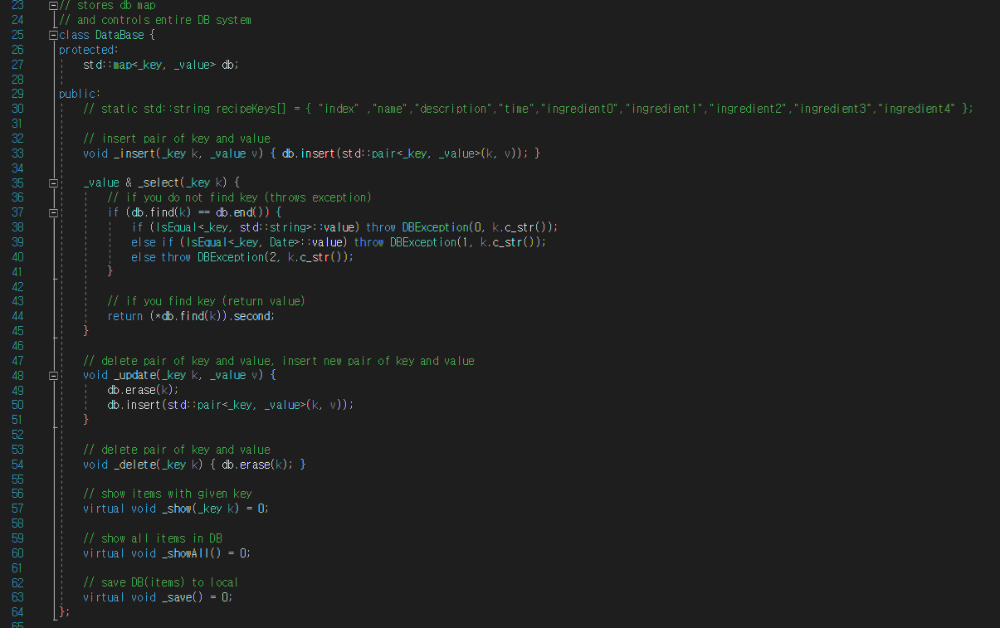 23 // stores db map
24 // and controls entire DB system
25 class DataBase {
26 protected:
27 std::map<_key, _value> db;
28
29 public:
30 // static std::string recipeKeys[] = { "index" ,"name","description","time","ingredient0","ingredient1","ingredient2","ingredient3","ingredient4" };
31
32 // insert pair of key and value
33 void _insert(_key k, _value v) { db.insert(std::pair<_key, _value>(k, v)); }
34
35 _value & _select(_key k) {
36 // if you do not find key (throws exception)
37 if (db.find(k) == db.end()) {
38 if (IsEqual<_key, std::string>::value) throw DBException(0, k.c_str());
39 else if (IsEqual<_key, Date>::value) throw DBException(1, k.c_str());
40 else throw DBException(2, k.c_str());
41 }
42
43 // if you find key (return value)
44 return (*db.find(k)).second;
45 }
46
47 // delete pair of key and value, insert new pair of key and value
48 void _update(_key k, _value v) {
49 db.erase(k);
50 db.insert(std::pair<_key, _value>(k, v));
51 }
52
53 // delete pair of key and value
54 void _delete(_key k) { db.erase(k); }
55
56 // show items with given key
57 virtual void _show(_key k) = 0;
58
59 // show all items in DB
60 virtual void _showAll() = 0;
61
62 // save DB(items) to local
63 virtual void _save() = 0;
64 };
65